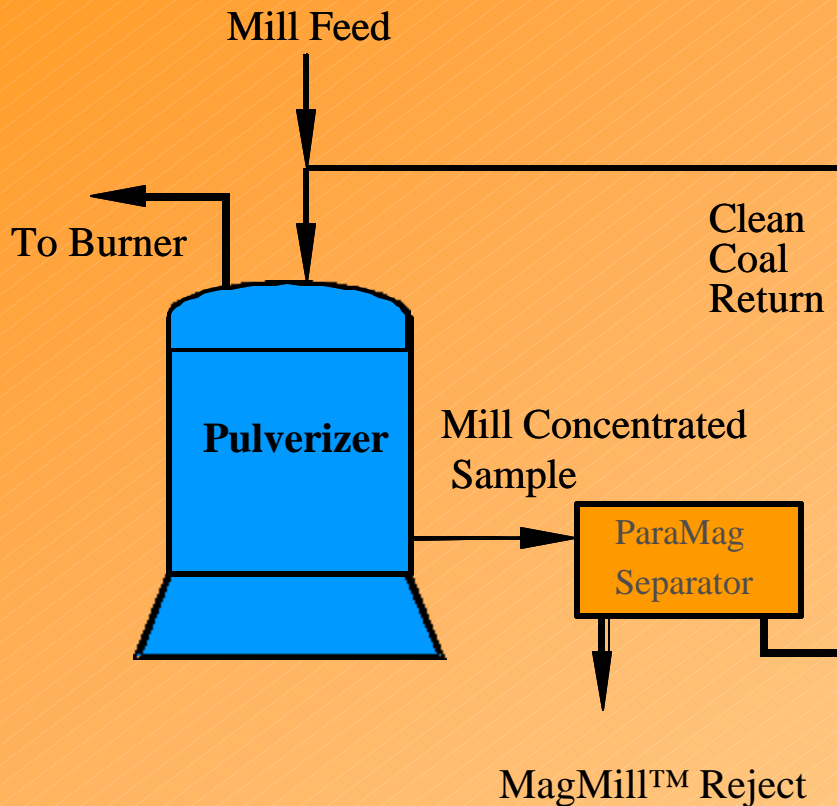 Mill Feed
To Burner
Clean
Coal
Return
Pulverizer
Mill Concentrated
Sample
ParaMag
Separator
MagMill™ Reject